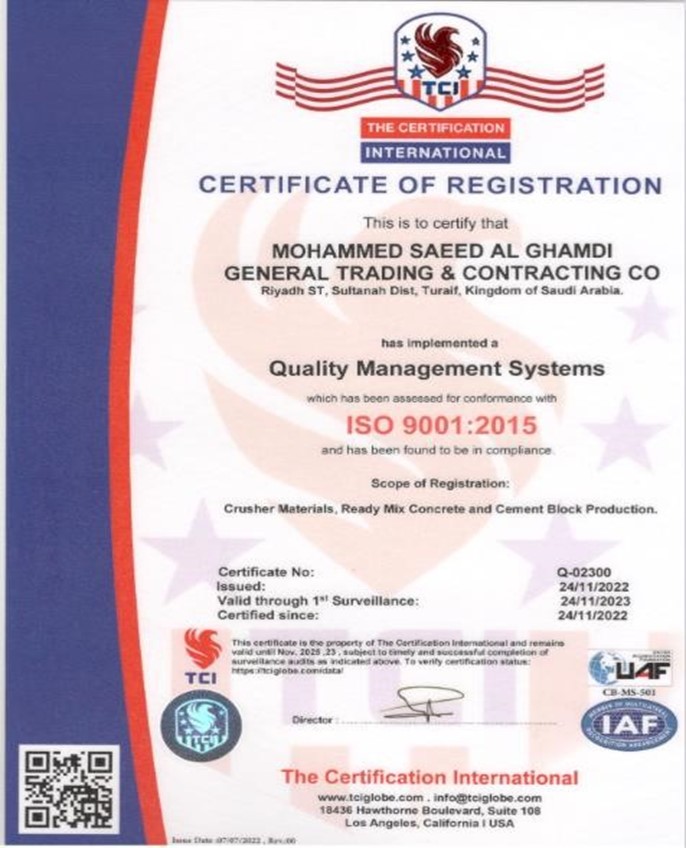 TCI
THE CERTIFICATION
INTERNATIONAL
CERTIFICATE OF REGISTRATION
This is to certify that
MOHAMMED SAEED AL GHAMDI
GENERAL TRADING & CONTRACTING CO
Riyadh ST, Sultanah Dist, Turaif, Kingdom of Saudi Arabia.
has implemented a
Quality Management Systems
which has been assessed for conformance with
ISO 9001:2015
and has been found to be in compliance
Scope of Registration:
Crusher Materials, Ready Mix Concrete and Cement Block Production.
Certificate No: Q-02300
Issued: 24/11/2022
Valid through 1st Surveillance: 24/11/2023
Certified since: 24/11/2022
This certificate is the property of The Certification International and remains
valid until Nov, 2025 ,23 , subject to timely and successful completion of
surveillance audits as indicated above. To verify certification status:
https://tciglobe.com/data/
TCI
TCI
UAF
CB-MS-501
IAF
Director :
The Certification International
www.tciglobe.com . info@tciglobe.com
18436 Hawthorne Boulevard, Suite 108
Los Angeles, California I USA
Issue Date :07/07/2022 , Rev:00